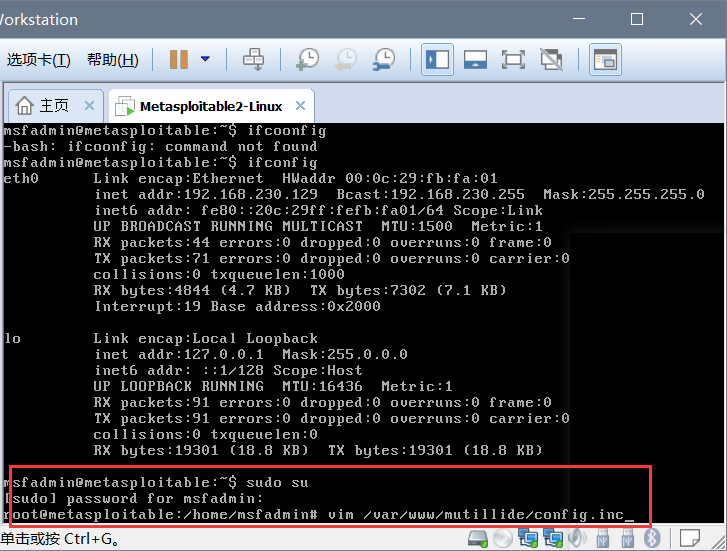 Workstation
选项卡(T) 帮助(H)
主页 Metasploitable2-Linux
msfadmin@metasploitable:~$ ifcoonfig
-bash: ifcoonfig: command not found
msfadmin@metasploitable:~$ ifconfig
eth0 Link encap:Ethernet HWaddr 00:0c:29:fb:fa:01
inet addr:192.168.230.129 Bcast:192.168.230.255 Mask:255.255.255.0
inet6 addr: fe80::20c:29ff:fefb:fa01/64 Scope:Link
UP BROADCAST RUNNING MULTICAST MTU:1500 Metric:1
RX packets:44 errors:0 dropped:0 overruns:0 frame:0
TX packets:71 errors:0 dropped:0 overruns:0 carrier:0
collisions:0 txqueuelen:1000
RX bytes:4844 (4.7 KB) TX bytes:7302 (7.1 KB)
Interrupt:19 Base address:0x2000
lo Link encap:Local Loopback
inet addr:127.0.0.1 Mask:255.0.0.0
inet6 addr: ::1/128 Scope:Host
UP LOOPBACK RUNNING MTU:16436 Metric:1
RX packets:91 errors:0 dropped:0 overruns:0 frame:0
TX packets:91 errors:0 dropped:0 overruns:0 carrier:0
collisions:0 txqueuelen:0
RX bytes:19301 (18.8 KB) TX bytes:19301 (18.8 KB)
msfadmin@metasploitable:~$ sudo su
[sudo] password for msfadmin:
root@metasploitable:/home/msfadmin# vim /var/www/mutillide/config.inc_
单击或按 Ctrl+G。